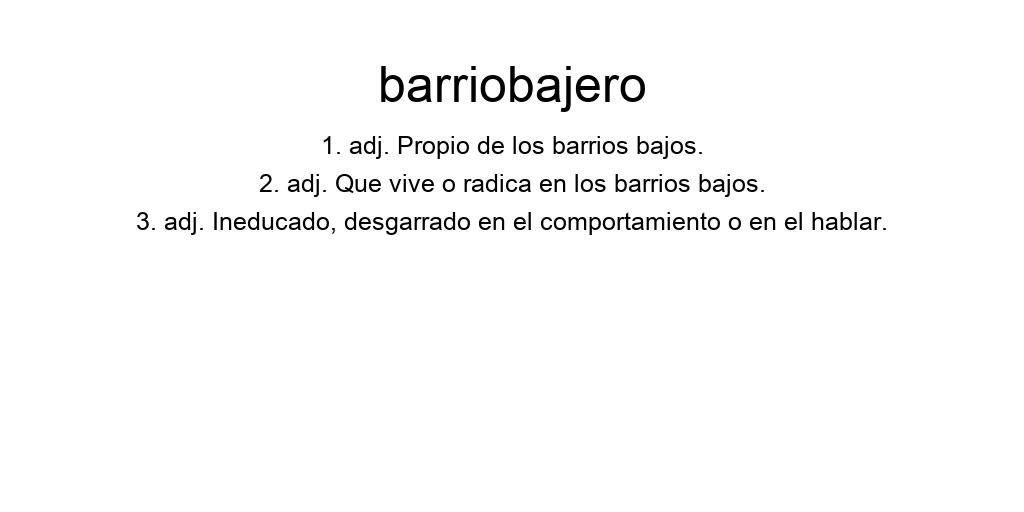 barriobajero
1. adj. Propio de los barrios bajos.
2. adj. Que vive o radica en los barrios bajos.
3. adj. Ineducado, desgarrado en el comportamiento o en el hablar.